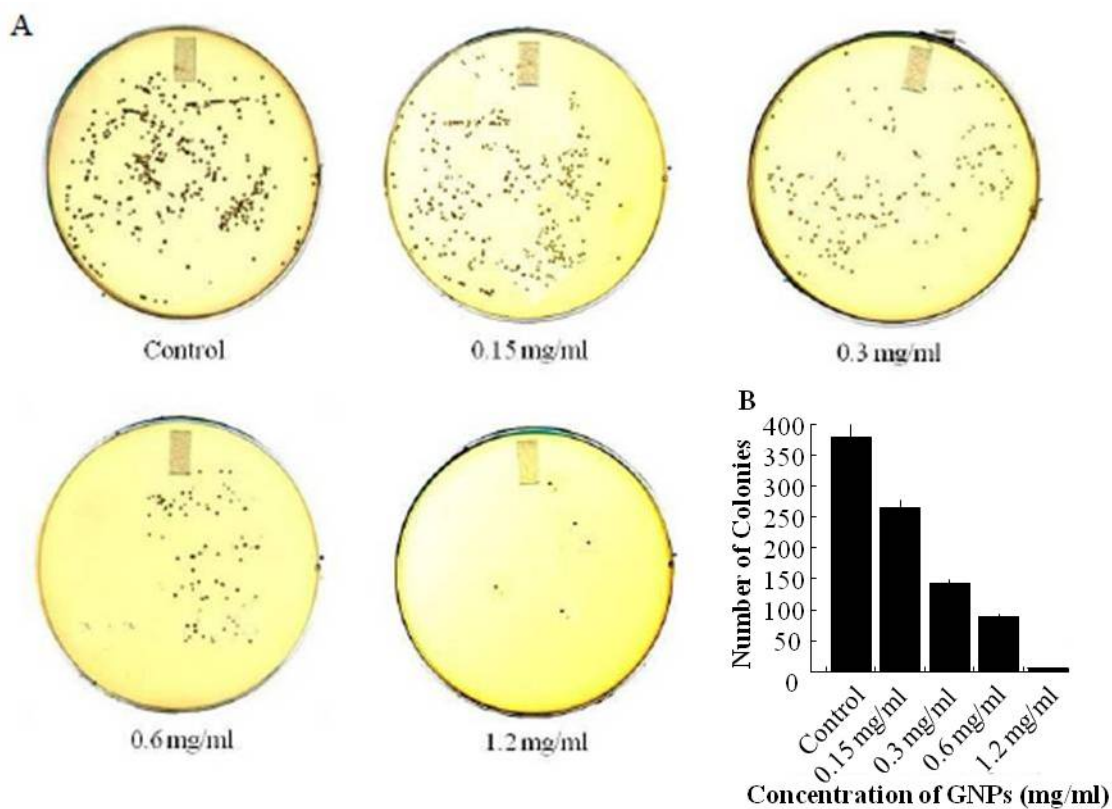 A
Control
0.15 mg/ml
0.3 mg/ml
0.6 mg/ml
1.2 mg/ml
B
Number of Colonies
400
350
300
250
200
150
100
50
0
Control
0.15 mg/ml
0.3 mg/ml
0.6 mg/ml
1.2 mg/ml
Concentration of GNPs (mg/ml)